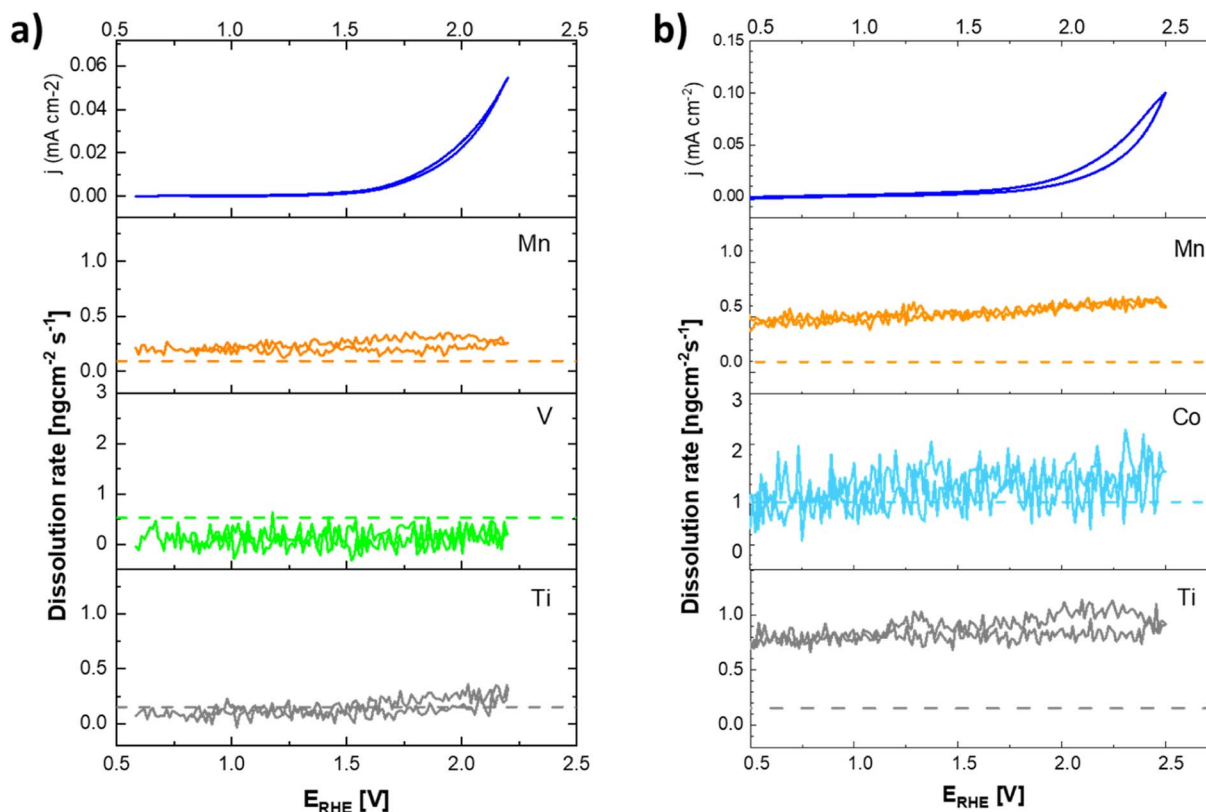 a)
0.5 1.0 1.5 2.0 2.5
0.06
0.04
0.02
0.00
j (mA cm-2)
Mn
1.0
0.5
0.0
V
3
2
1
0
Ti
1.0
0.5
0.0
Dissolution rate [ngcm⁻² s⁻¹]
0.5 1.0 1.5 2.0 2.5
E_RHE [V]
b)
0.5 1.0 1.5 2.0 2.5
0.15
0.10
0.05
0.00
j (mA cm⁻²)
Mn
1.0
0.5
0.0
Co
3
2
1
0
Ti
1.0
0.5
0.0
Dissolution rate [ngcm⁻²s⁻¹]
0.5 1.0 1.5 2.0 2.5
E_RHE [V]